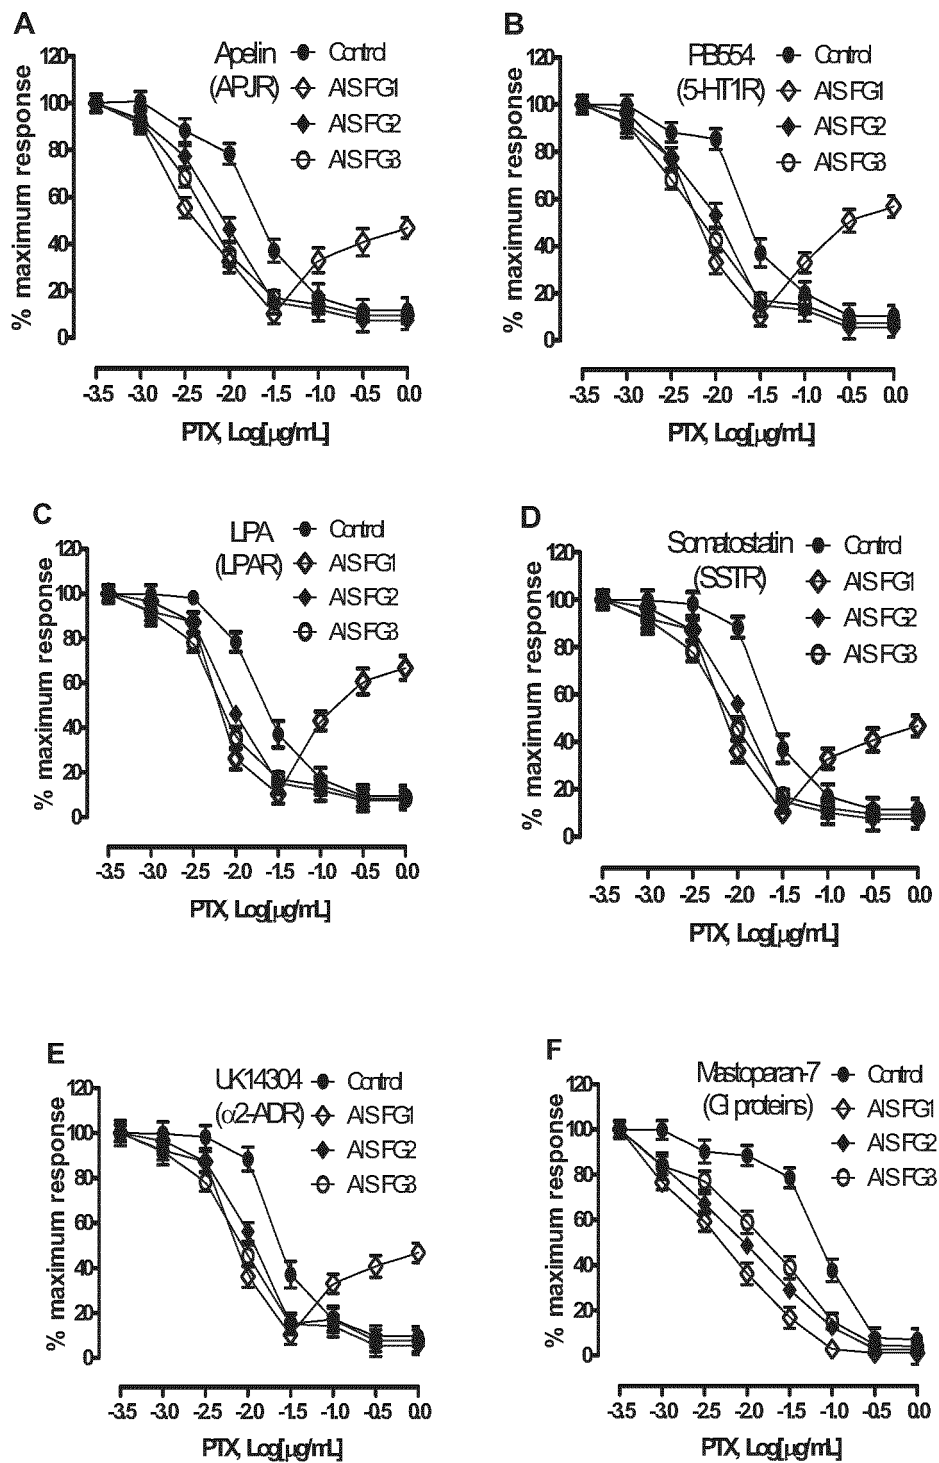 A
Apelin
(APJR)
Control
AIS FG1
AIS FG2
AIS FG3
% maximum response
120
100
80
60
40
20
0
-3.5 -3.0 -2.5 -2.0 -1.5 -1.0 -0.5 0.0
PTX, Log[µg/mL]
B
PB554
(5-HT1R)
Control
AIS FG1
AIS FG2
AIS FG3
% maximum response
120
100
80
60
40
20
0
-3.5 -3.0 -2.5 -2.0 -1.5 -1.0 -0.5 0.0
PTX, Log[µg/mL]
C
LPA
(LPAR)
Control
AIS FG1
AIS FG2
AIS FG3
% maximum response
120
100
80
60
40
20
0
-3.5 -3.0 -2.5 -2.0 -1.5 -1.0 -0.5 0.0
PTX, Log[µg/mL]
D
Somatostatin
(SSTR)
Control
AIS FG1
AIS FG2
AIS FG3
% maximum response
120
100
80
60
40
20
0
-3.5 -3.0 -2.5 -2.0 -1.5 -1.0 -0.5 0.0
PTX, Log[µg/mL]
E
UK14304
(α2-ADR)
Control
AIS FG1
AIS FG2
AIS FG3
% maximum response
120
100
80
60
40
20
0
-3.5 -3.0 -2.5 -2.0 -1.5 -1.0 -0.5 0.0
PTX, Log[µg/mL]
F
Mastoparan-7
(Gi proteins)
Control
AIS FG1
AIS FG2
AIS FG3
% maximum response
120
100
80
60
40
20
0
-3.5 -3.0 -2.5 -2.0 -1.5 -1.0 -0.5 0.0
PTX, Log[µg/mL]